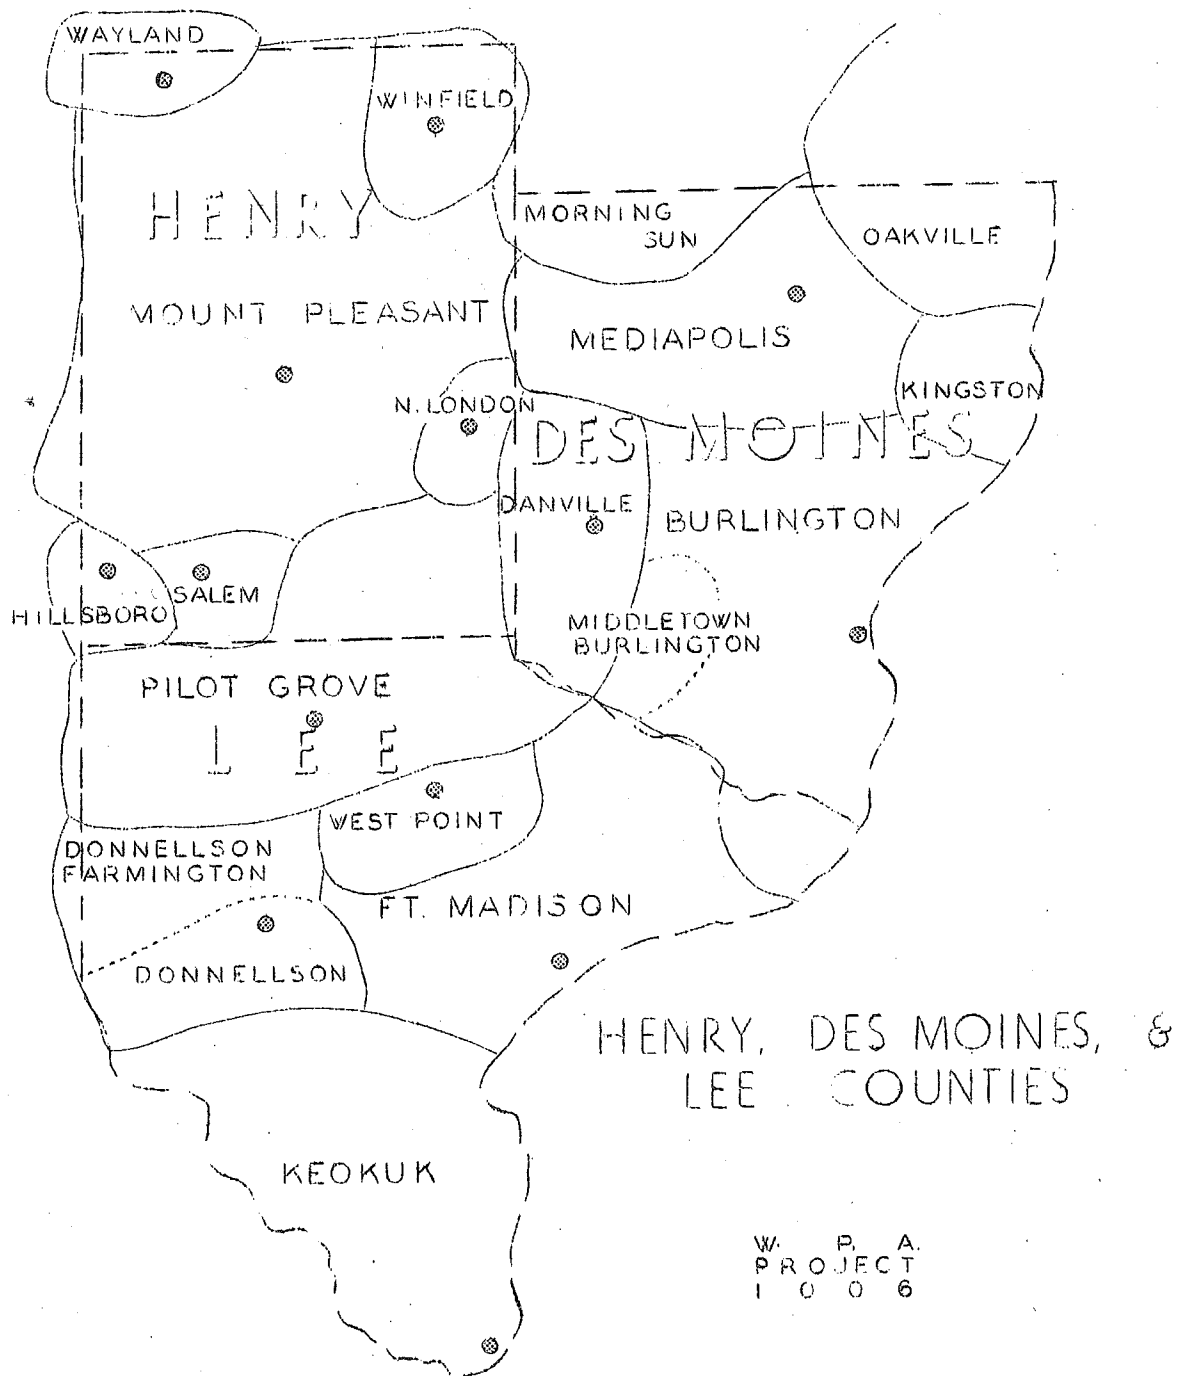 WAYLAND
WINFIELD
HENRY
MORNING
SUN
OAKVILLE
MOUNT PLEASANT
MEDIAPOLIS
KINGSTON
N. LONDON
DES MOINES
DANVILLE
BURLINGTON
HILLSBORO
SALEM
MIDDLETOWN
BURLINGTON
PILOT GROVE
LEE
WEST POINT
DONNELLSON
FARMINGTON
FT. MADISON
DONNELLSON
HENRY, DES MOINES, &
LEE COUNTIES
KEOKUK
W. P. A.
PROJECT
1006